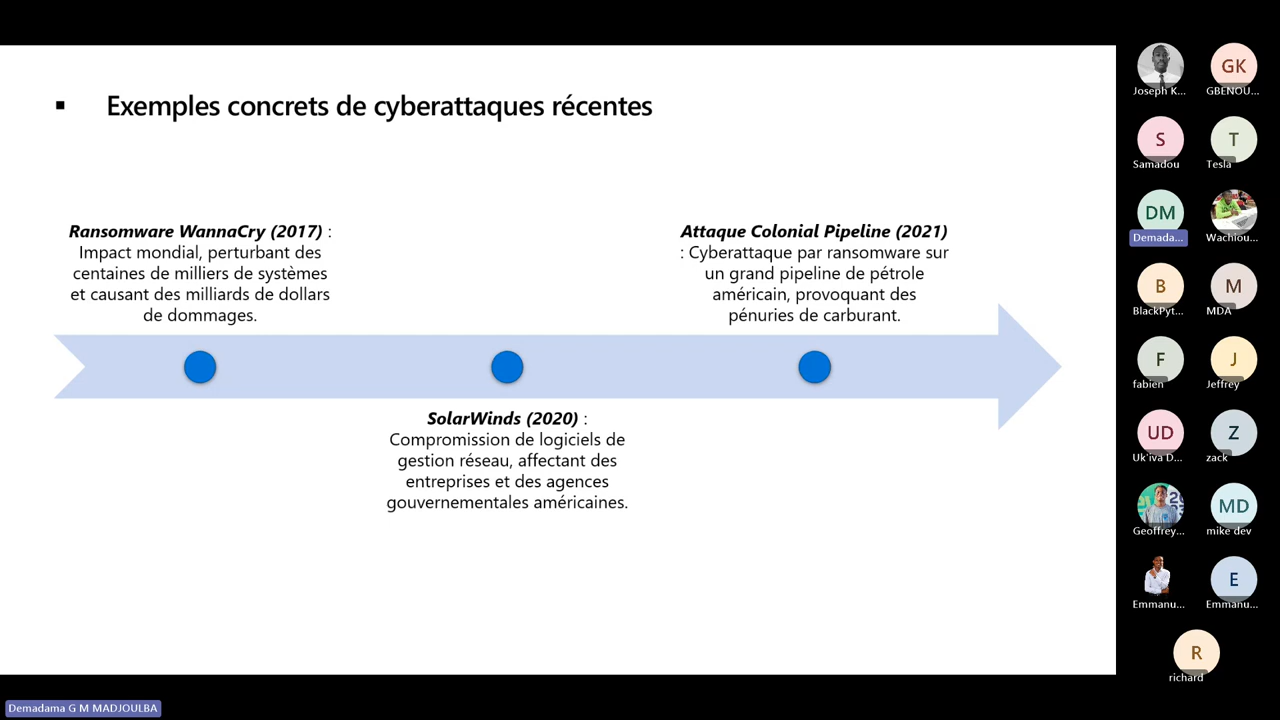 ▪ Exemples concrets de cyberattaques récentes
Ransomware WannaCry (2017) :
Impact mondial, perturbant des
centaines de milliers de systèmes
et causant des milliards de dollars
de dommages.
Attaque Colonial Pipeline (2021)
: Cyberattaque par ransomware sur
un grand pipeline de pétrole
américain, provoquant des
pénuries de carburant.
SolarWinds (2020) :
Compromission de logiciels de
gestion réseau, affectant des
entreprises et des agences
gouvernementales américaines.
Joseph K...
GK
GBENOU...
S
Samadou
T
Tesla
DM
Demada...
Wachiou...
B
BlackPyt...
M
MDA
F
fabien
J
Jeffrey
UD
Uk'iva D...
Z
zack
Geoffrey...
MD
mike dev
Emmanu...
E
Emmanu...
R
richard
Demadama G M MADJOULBA